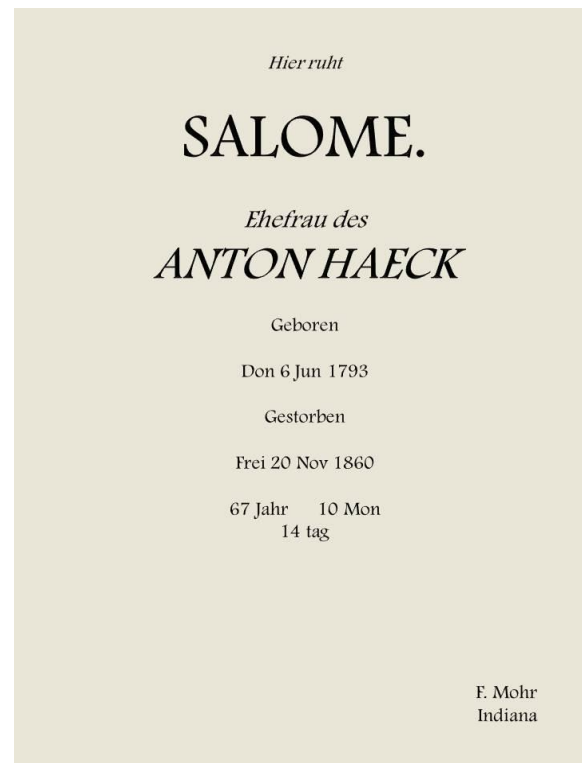 Hier ruht
SALOME.
Ehefrau des
ANTON HAECK
Geboren
Don 6 Jun 1793
Gestorben
Frei 20 Nov 1860
67 Jahr 10 Mon
14 tag
F. Mohr
Indiana